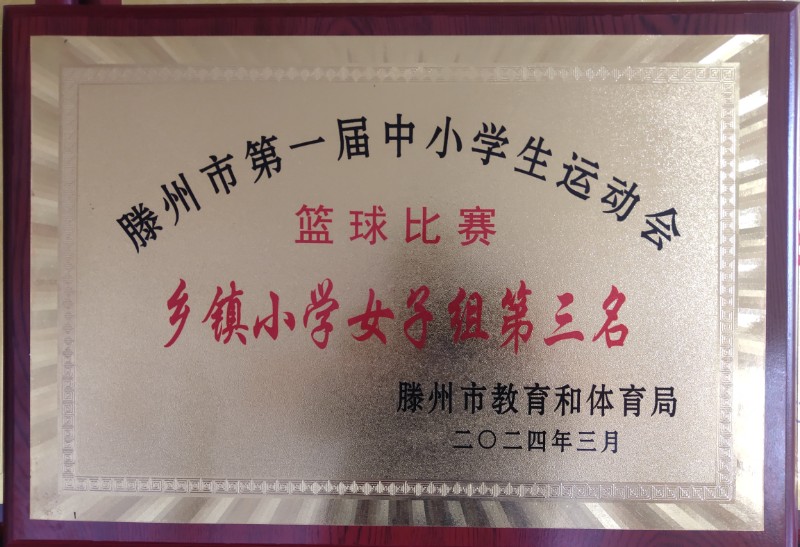 滕州市第一届中小学生运动会
篮球比赛
乡镇小学女子组第三名
滕州市教育和体育局
二〇二四年三月